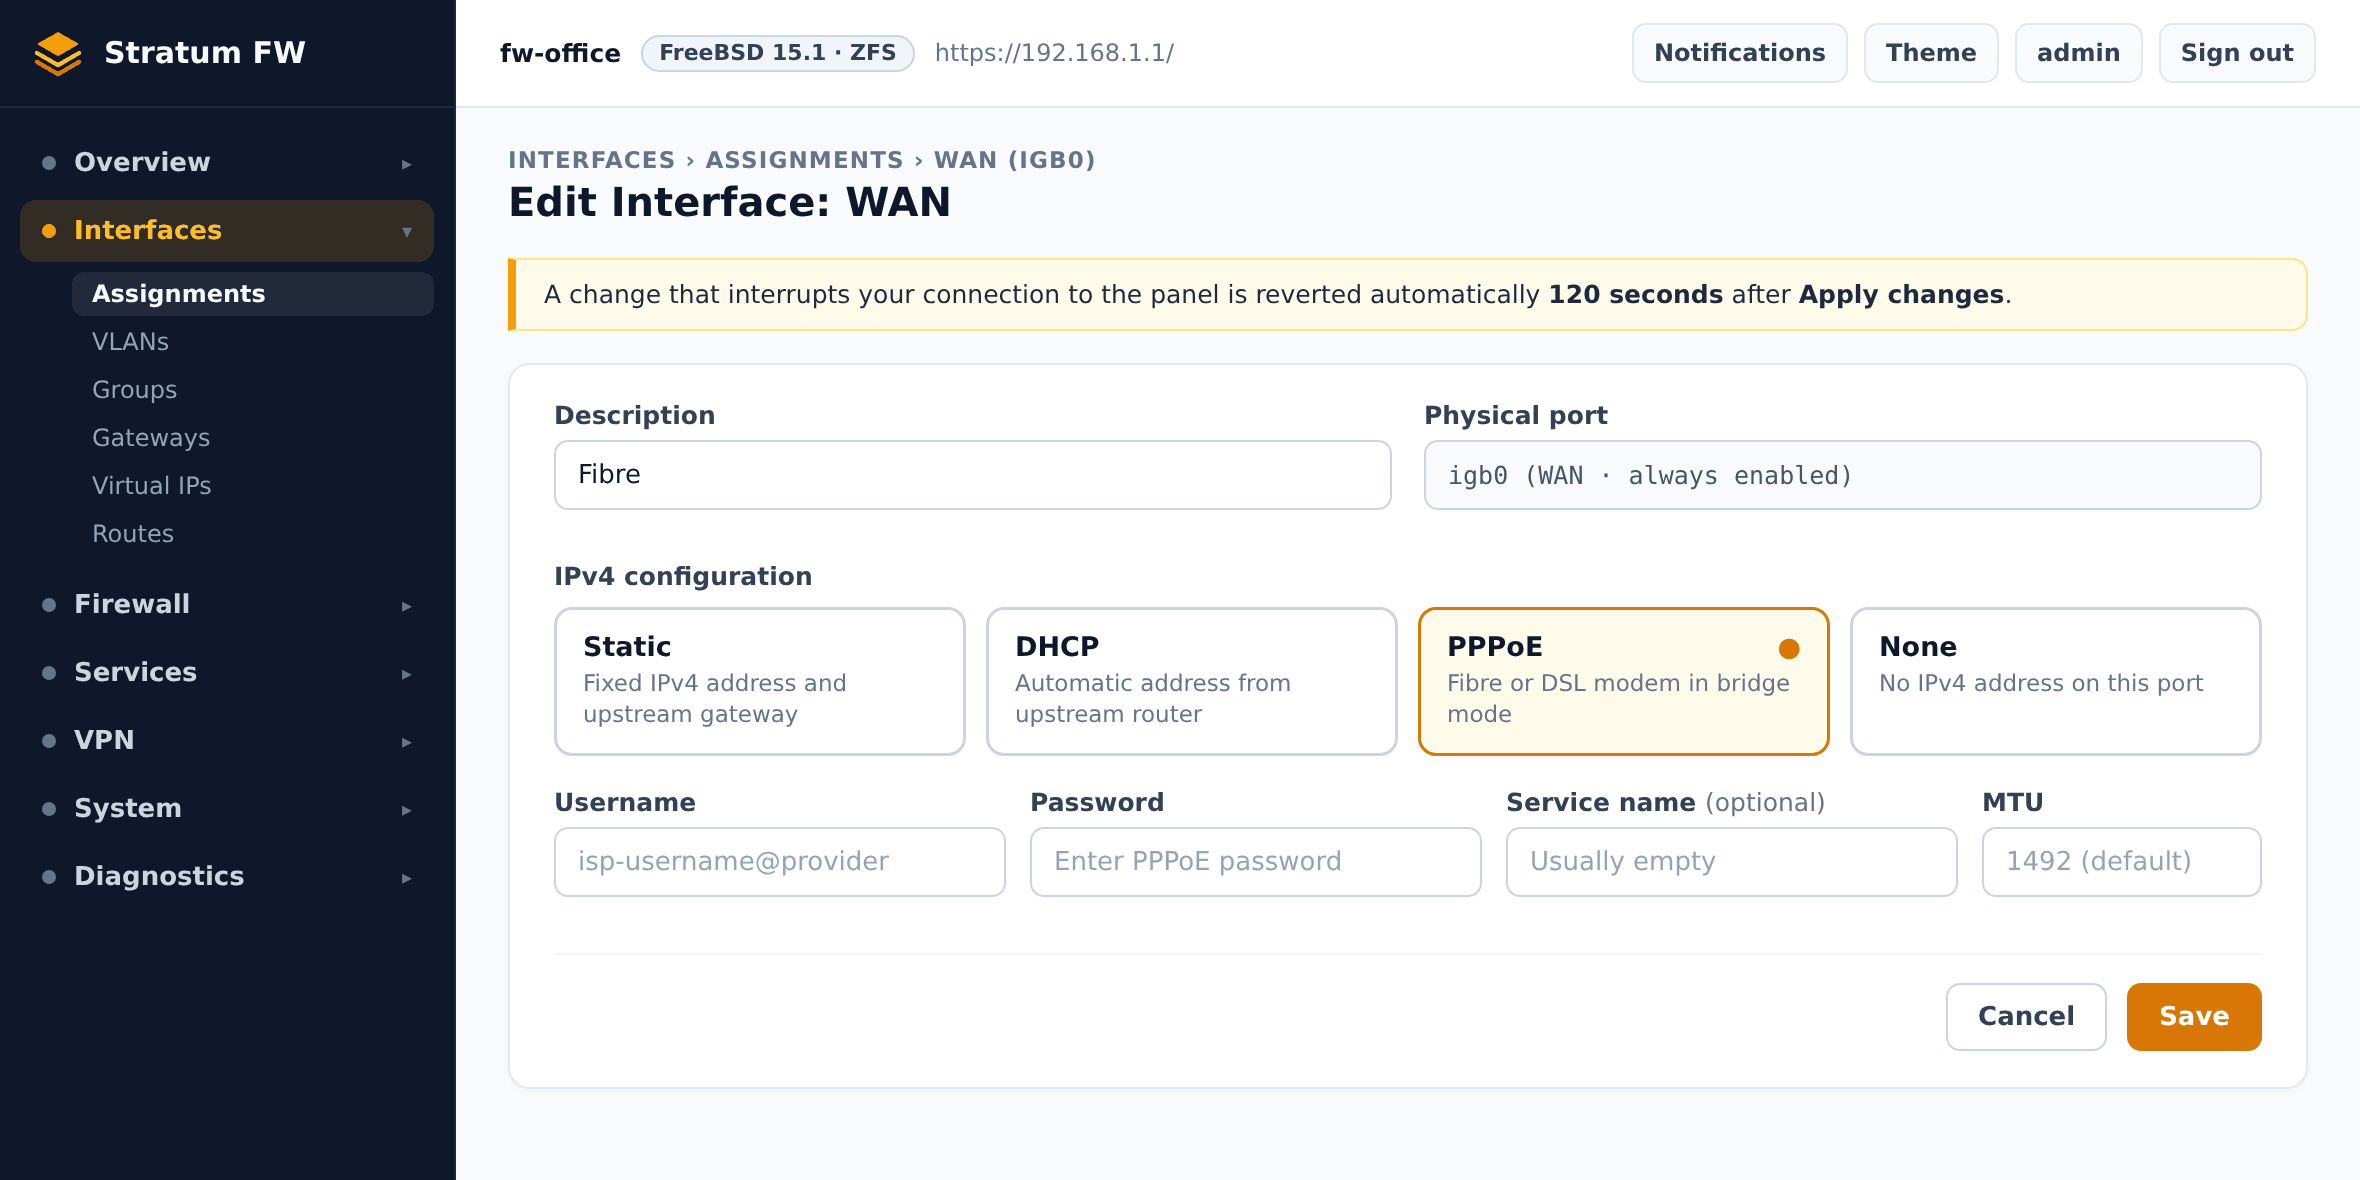 Stratum FW
fw-office
FreeBSD 15.1 · ZFS
https://192.168.1.1/
Notifications
Theme
admin
Sign out
Overview
Interfaces
Assignments
VLANs
Groups
Gateways
Virtual IPs
Routes
Firewall
Services
VPN
System
Diagnostics
INTERFACES › ASSIGNMENTS › WAN (IGB0)
Edit Interface: WAN
A change that interrupts your connection to the panel is reverted automatically 120 seconds after Apply changes.
Description
Fibre
Physical port
igb0 (WAN · always enabled)
IPv4 configuration
Static
Fixed IPv4 address and
upstream gateway
DHCP
Automatic address from
upstream router
PPPoE
Fibre or DSL modem in bridge
mode
None
No IPv4 address on this port
Username
isp-username@provider
Password
Enter PPPoE password
Service name (optional)
Usually empty
MTU
1492 (default)
Cancel
Save